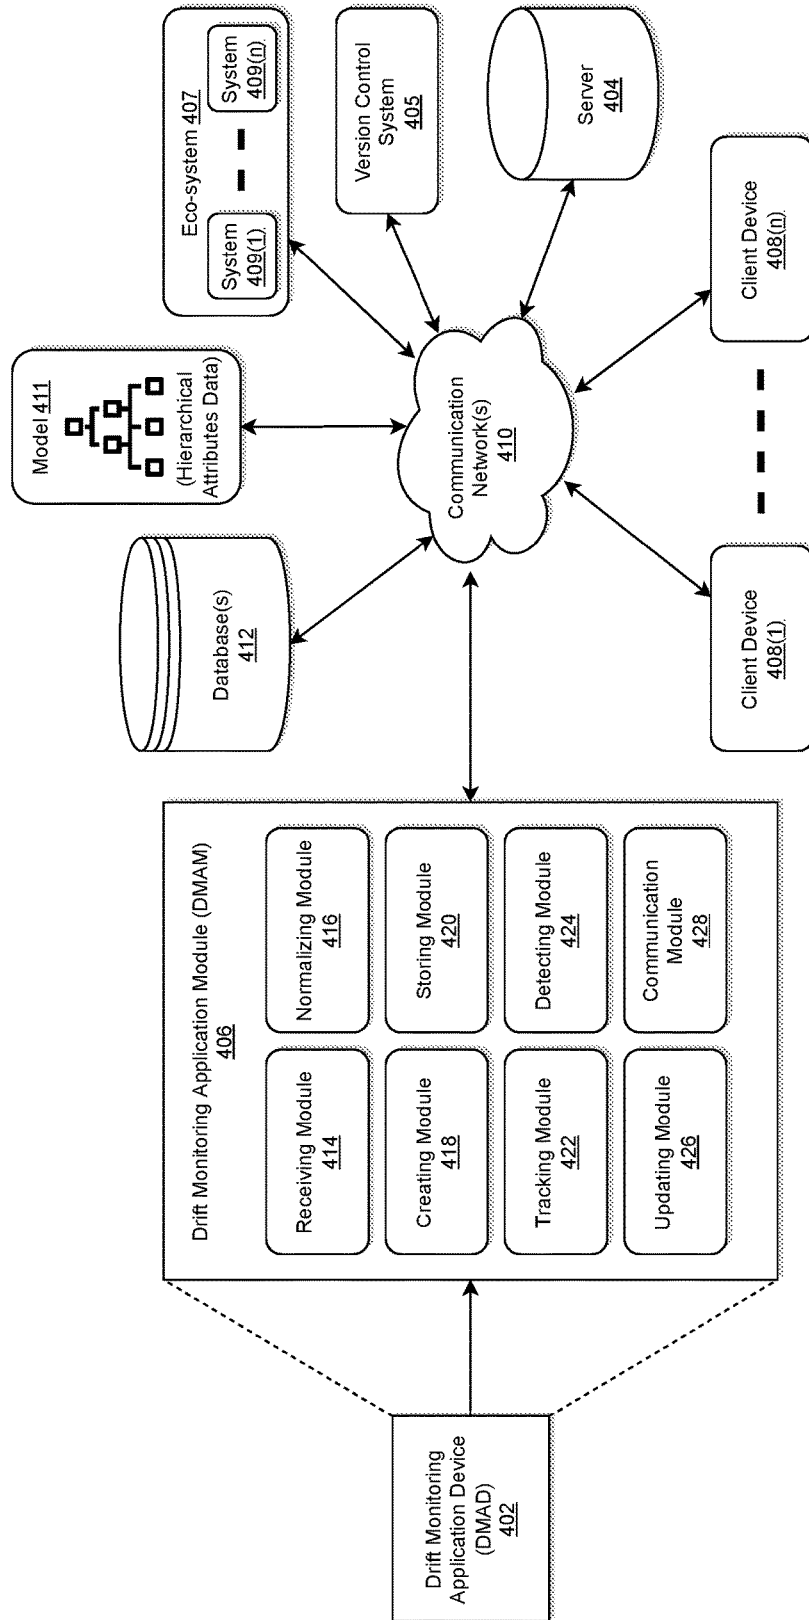 Drift Monitoring
Application Device
(DMAD)
402
Drift Monitoring Application Module (DMAM)
406
Receiving Module
414
Normalizing Module
416
Creating Module
418
Storing Module
420
Tracking Module
422
Detecting Module
424
Updating Module
426
Communication
Module
428
Database(s)
412
Model 411
(Hierarchical
Attributes Data)
Eco-system 407
System
409(1)
System
409(n)
Version Control
System
405
Server
404
Communication
Network(s)
410
Client Device
408(1)
Client Device
408(n)